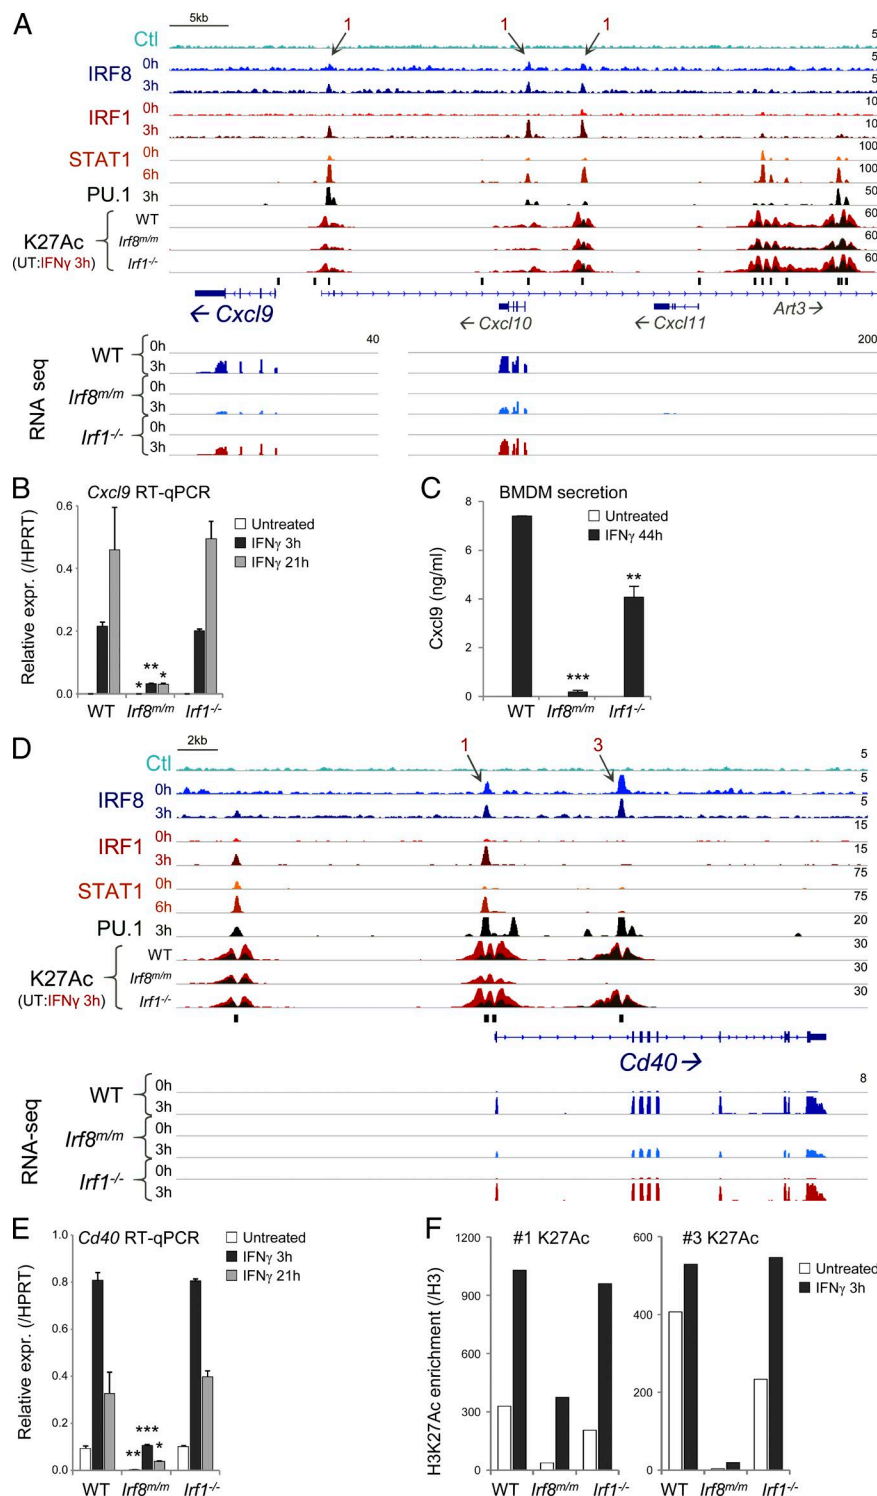 A
5kb
1 1 1
Ctl 5
IRF8 0h 5
3h 5
IRF1 0h 10
3h 10
STAT1 0h 100
6h 100
PU.1 3h 50
K27Ac WT 60
(UT:IFNγ 3h) Irf8m/m 60
Irf1-/- 60
← Cxcl9 ← Cxcl10 ← Cxcl11 Art3→
RNA seq
WT 0h 40 200
3h
Irf8m/m 0h
3h
Irf1-/- 0h
3h
B Cxcl9 RT-qPCR
Relative expr. (/HPRT)
0.6
0.4
0.2
0.0
Untreated
IFNγ 3h
IFNγ 21h
* ** *
WT Irf8m/m Irf1-/-
C BMDM secretion
Cxcl9 (ng/ml)
8
6
4
2
0
Untreated
IFNγ 44h
*** **
WT Irf8m/m Irf1-/-
D
2kb
1 3
Ctl 5
IRF8 0h 5
3h 5
IRF1 0h 15
3h 15
STAT1 0h 75
6h 75
PU.1 3h 20
K27Ac WT 30
(UT:IFNγ 3h) Irf8m/m 30
Irf1-/- 30
Cd40→
RNA-seq
WT 0h 8
3h
Irf8m/m 0h
3h
Irf1-/- 0h
3h
E Cd40 RT-qPCR
Relative expr. (/HPRT)
1.0
0.8
0.6
0.4
0.2
0.0
Untreated
IFNγ 3h
IFNγ 21h
** *** *
WT Irf8m/m Irf1-/-
F
H3K27Ac enrichment (/H3)
#1 K27Ac
1200
900
600
300
0
WT Irf8m/m Irf1-/-
#3 K27Ac
600
400
200
0
WT Irf8m/m Irf1-/-
Untreated
IFNγ 3h